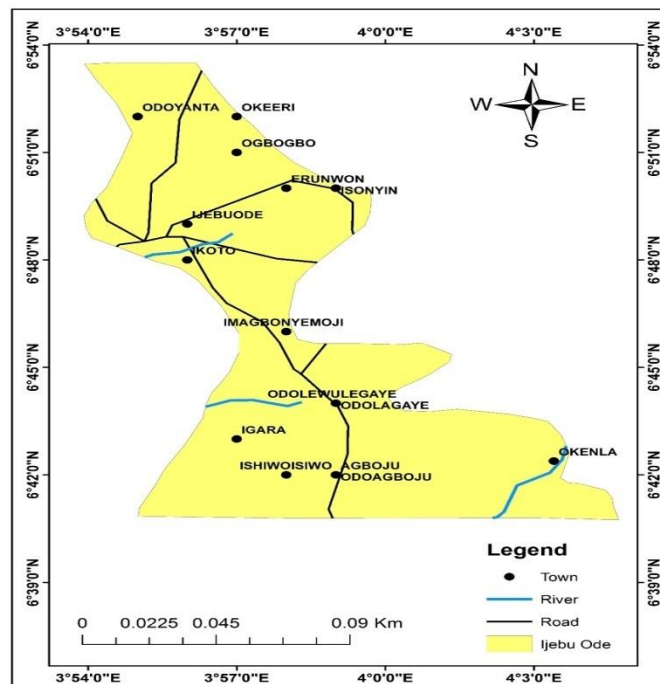 3°54'0"E 3°57'0"E 4°0'0"E 4°3'0"E
6°54'0"N
6°54'0"N
N
W E
S
ODOYANTA OKEERI
6°51'0"N
6°51'0"N
OGBOGBO
ERUNWON
ISONYIN
IJEBUODE
6°48'0"N
6°48'0"N
IKOTO
IMAGBONYEMOJI
6°45'0"N
6°45'0"N
ODOLEWULEGAYE
ODOLAGAYE
IGARA
OKENLA
ISHIWOISIWO AGBOJU
ODOAGBOJU
6°42'0"N
6°42'0"N
Legend
Town
River
Road
Ijebu Ode
6°39'0"N
6°39'0"N
0 0.0225 0.045 0.09 Km
3°54'0"E 3°57'0"E 4°0'0"E 4°3'0"E